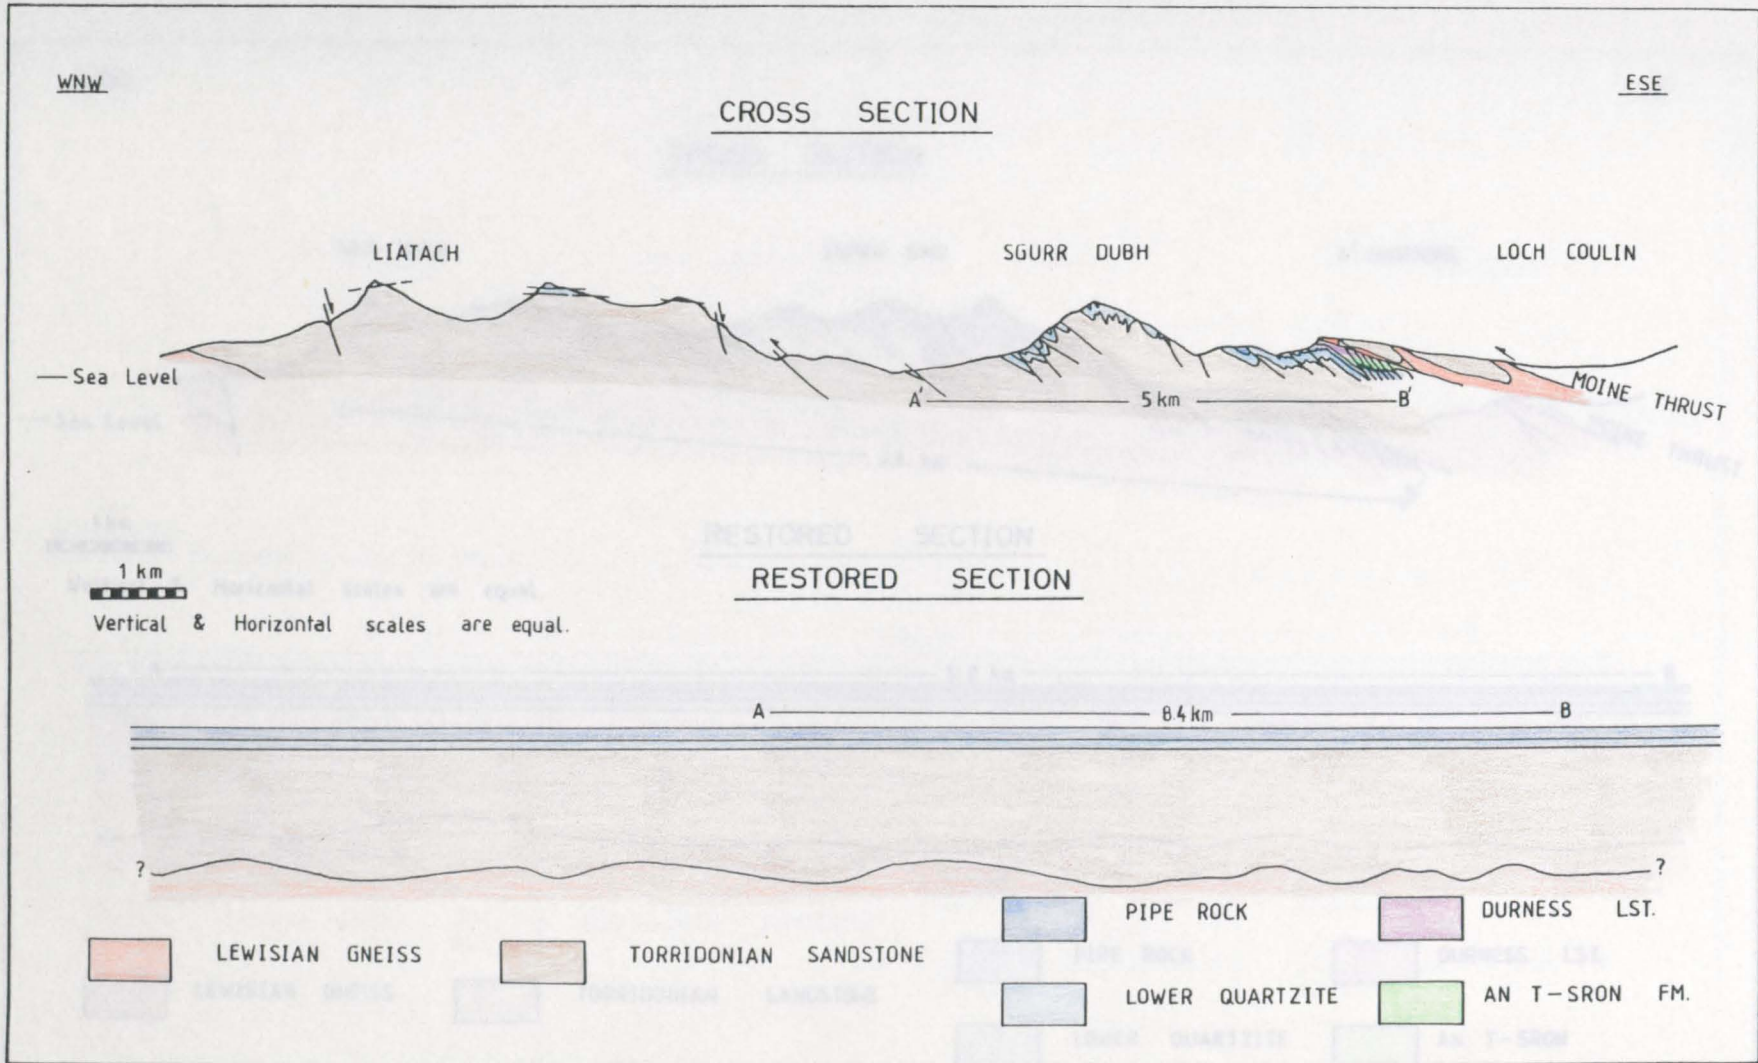 WNW
ESE
CROSS SECTION
LIATACH
SGURR DUBH
LOCH COULIN
Sea Level
A'
5 km
B'
MOINE THRUST
RESTORED SECTION
1 km
Vertical & Horizontal scales are equal.
RESTORED SECTION
A
8.4 km
B
?
?
PIPE ROCK
DURNESS LST.
LEWISIAN GNEISS
TORRIDONIAN SANDSTONE
LOWER QUARTZITE
AN T-SRON FM.